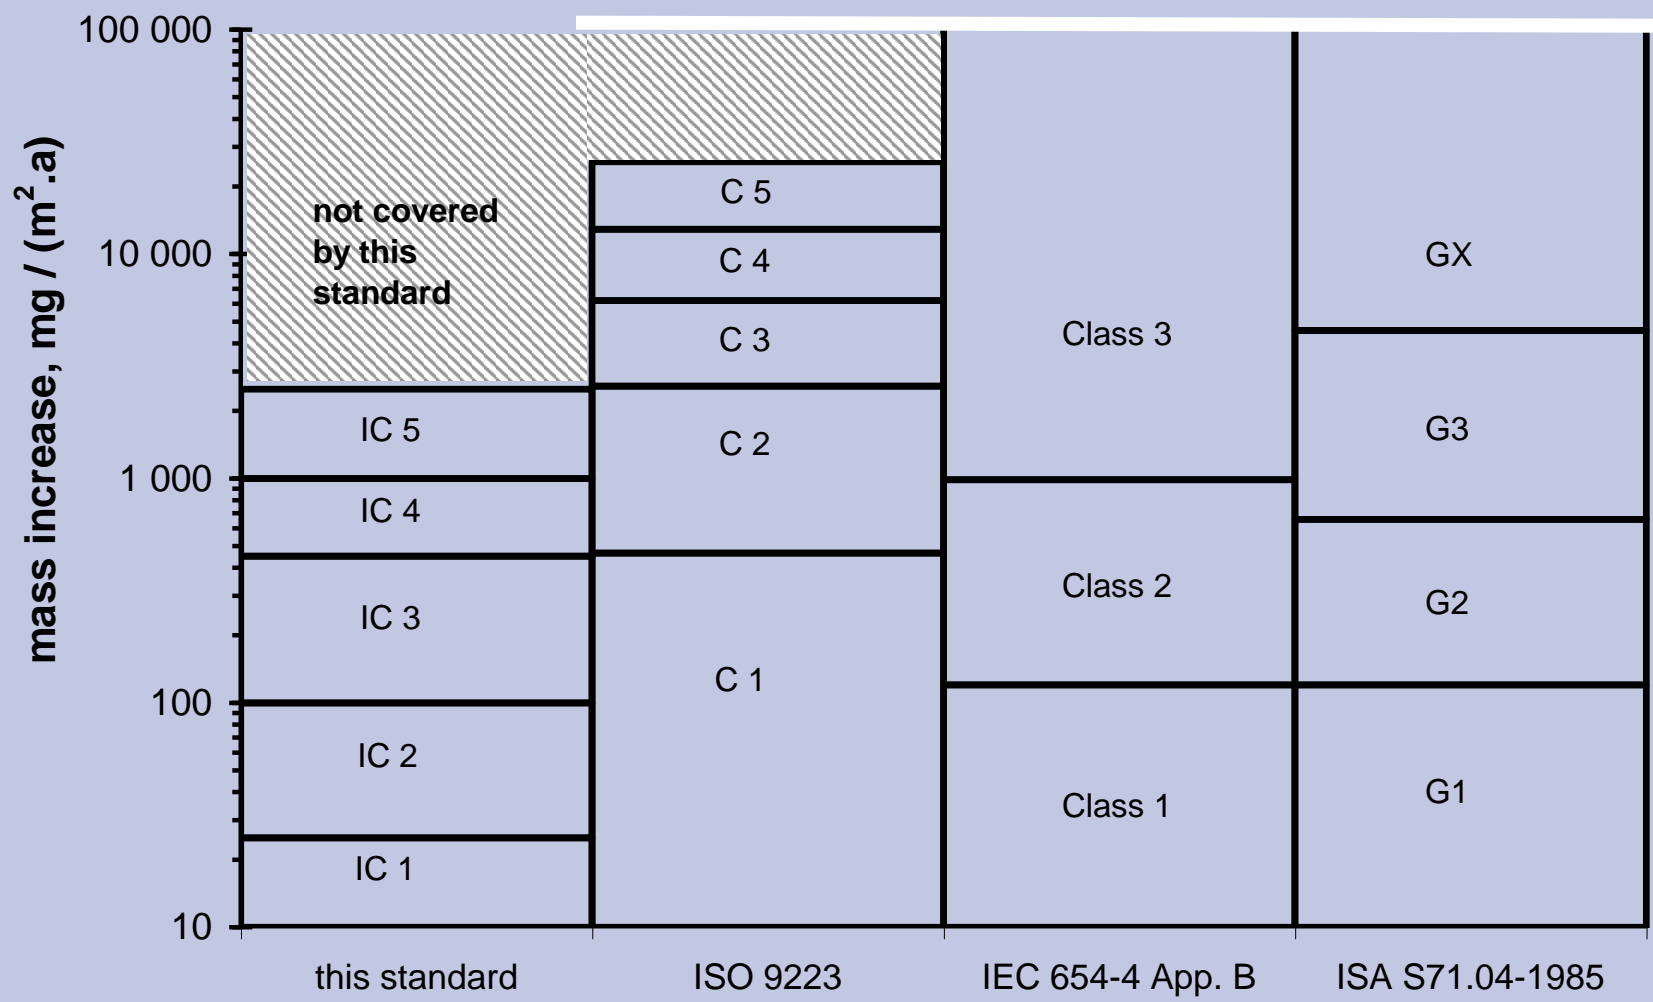 mass increase, mg / (m².a)
100 000
10 000
1 000
100
10
not covered
by this
standard
IC 5
IC 4
IC 3
IC 2
IC 1
C 5
C 4
C 3
C 2
C 1
Class 3
Class 2
Class 1
GX
G3
G2
G1
this standard
ISO 9223
IEC 654-4 App. B
ISA S71.04-1985